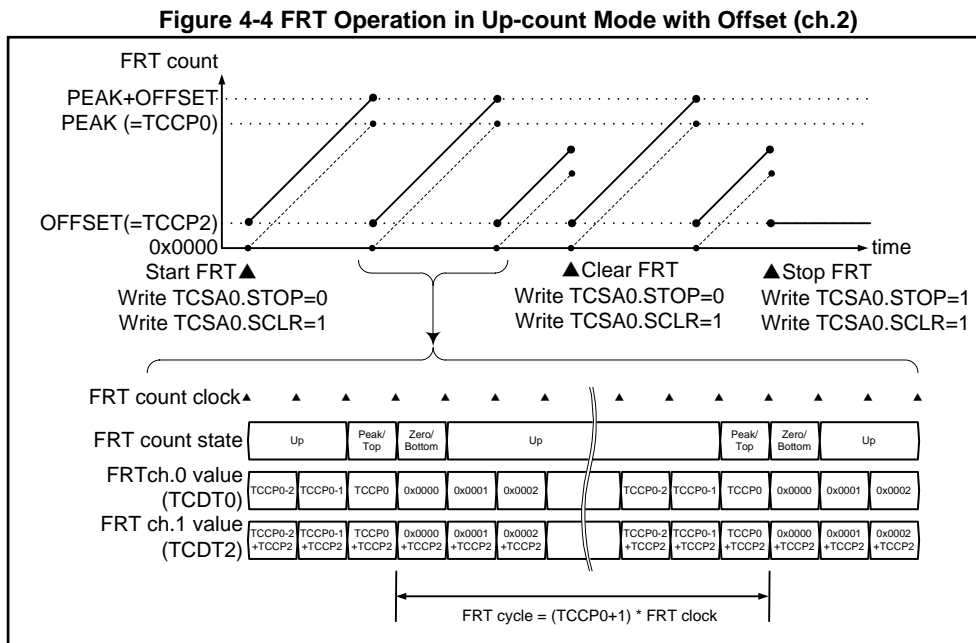 Figure 4-4 FRT Operation in Up-count Mode with Offset (ch.2)
FRT count
PEAK+OFFSET
PEAK (=TCCP0)
OFFSET(=TCCP2)
0x0000
time
Start FRT▲
Write TCSA0.STOP=0
Write TCSA0.SCLR=1
▲Clear FRT
Write TCSA0.STOP=0
Write TCSA0.SCLR=1
▲Stop FRT
Write TCSA0.STOP=1
Write TCSA0.SCLR=1
FRT count clock
FRT count state
Up
Peak/
Top
Zero/
Bottom
Up
Peak/
Top
Zero/
Bottom
Up
FRTch.0 value
(TCDT0)
TCCP0-2 TCCP0-1 TCCP0 0x0000 0x0001 0x0002 TCCP0-2 TCCP0-1 TCCP0 0x0000 0x0001 0x0002
FRT ch.1 value
(TCDT2)
TCCP0-2 TCCP0-1 TCCP0 0x0000 0x0001 0x0002 TCCP0-2 TCCP0-1 TCCP0 0x0000 0x0001 0x0002
+TCCP2 +TCCP2 +TCCP2 +TCCP2 +TCCP2 +TCCP2 +TCCP2 +TCCP2 +TCCP2 +TCCP2 +TCCP2 +TCCP2
FRT cycle = (TCCP0+1) * FRT clock